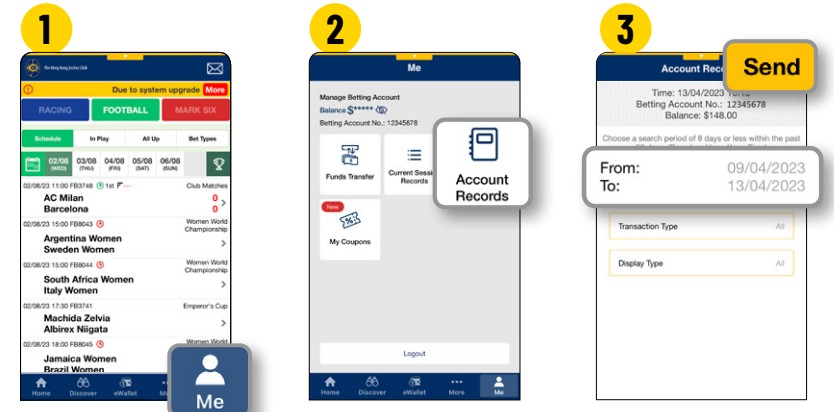 1
The Hong Kong Jockey Club
Due to system upgrade More
RACING FOOTBALL MARK SIX
Schedule In Play All Up Bet Types
02/08 03/08 04/08 05/08 06/08
(WED) (THU) (FRI) (SAT) (SUN)
02/08/23 11:00 FB3748 1st Club Matches
AC Milan 0
Barcelona 0
02/08/23 15:00 FB8043 Women World Championship
Argentina Women
Sweden Women
02/08/23 15:00 FB8044 Women World Championship
South Africa Women
Italy Women
02/08/23 17:30 FB3741 Emperor's Cup
Machida Zelvia
Albirex Niigata
02/08/23 18:00 FB8045 Women World
Jamaica Women
Brazil Women
Home Discover eWallet
Me
2
Me
Manage Betting Account
Balance $*****
Betting Account No.: 12345678
Funds Transfer
Current Sessi
Records
Account
Records
New
My Coupons
Logout
Home Discover eWallet More Me
3
Account Rec
Send
Time: 13/04/2023
Betting Account No.: 12345678
Balance: $148.00
Choose a search period of 8 days or less within the past
From: 09/04/2023
To: 13/04/2023
Transaction Type All
Display Type All